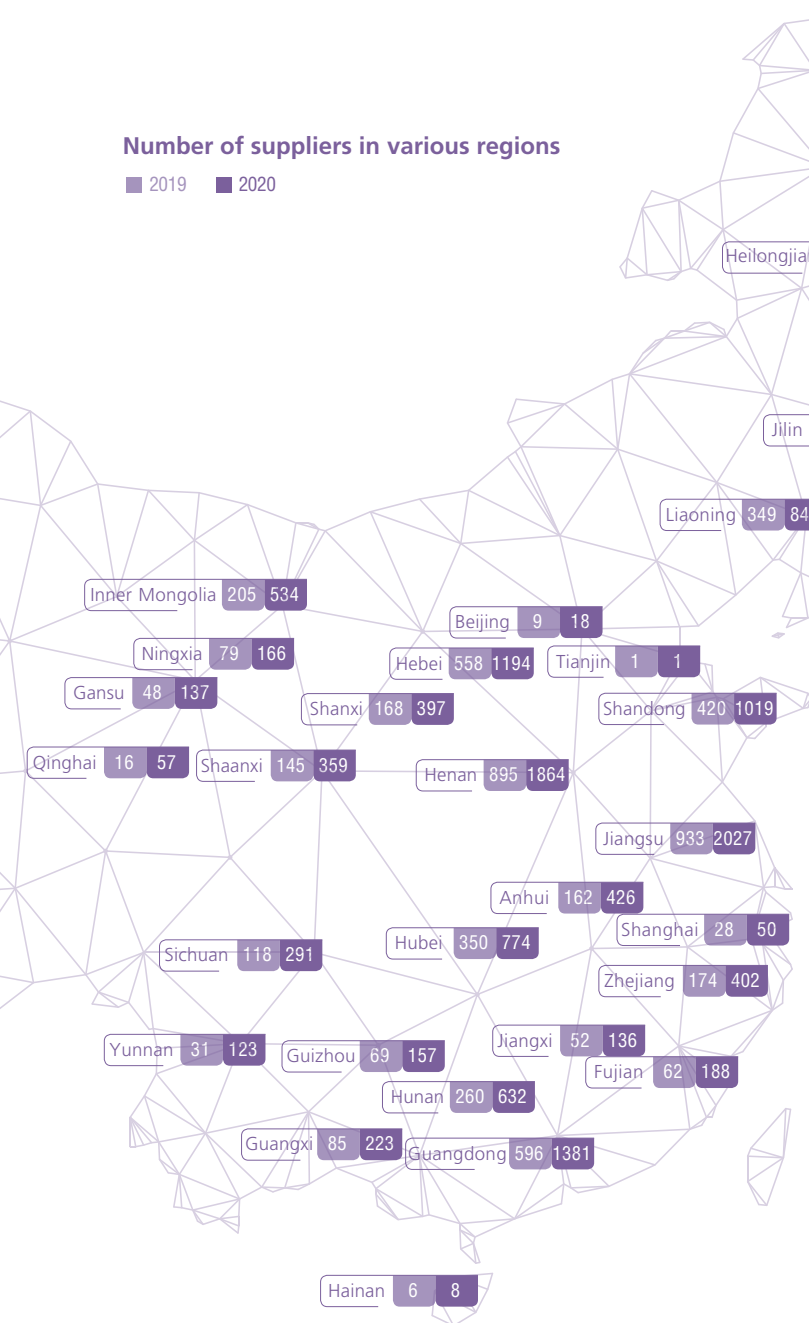 Number of suppliers in various regions
2019 2020
Jilin
Liaoning 349
Inner Mongolia 205 534
Beijing 9 18
Ningxia 79 166
Hebei 558 1194
Tianjin 1 1
Gansu 48 137
Shanxi 168 397
Shandong 420 1019
Qinghai 16 57
Shaanxi 145 359
Henan 895 1864
Jiangsu 933 2027
Anhui 162 426
Shanghai 28 50
Hubei 350 774
Sichuan 118 291
Zhejiang 174 402
Jiangxi 52 136
Yunnan 31 123
Guizhou 69 157
Fujian 62 188
Hunan 260 632
Guangxi 85 223
Guangdong 596 1381
Hainan 6 8